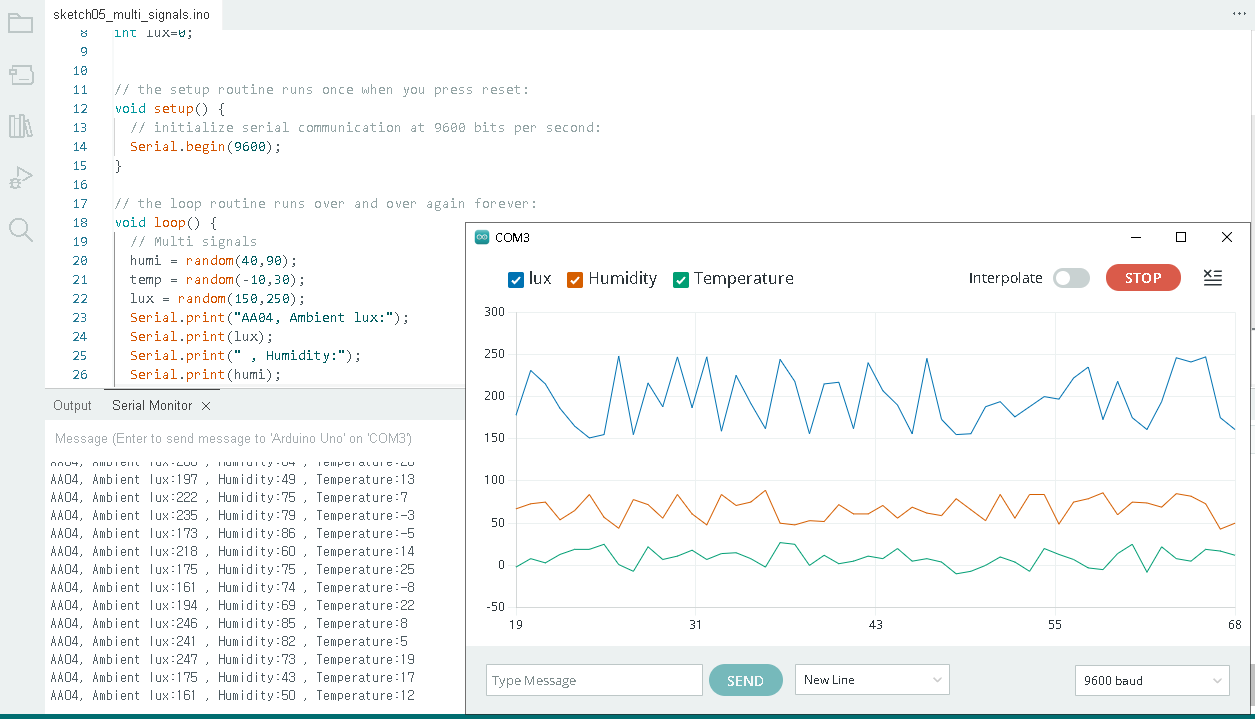 sketch05_multi_signals.ino
8 int lux=0;
9
10
11 // the setup routine runs once when you press reset:
12 void setup() {
13 // initialize serial communication at 9600 bits per second:
14 Serial.begin(9600);
15 }
16
17 // the loop routine runs over and over again forever:
18 void loop() {
19 // Multi signals
20 humi = random(40,90);
21 temp = random(-10,30);
22 lux = random(150,250);
23 Serial.print("AA04, Ambient lux:");
24 Serial.print(lux);
25 Serial.print(" , Humidity:");
26 Serial.print(humi);
Output Serial Monitor
Message (Enter to send message to 'Arduino Uno' on 'COM3')
AA04, Ambient lux:197 , Humidity:49 , Temperature:13
AA04, Ambient lux:222 , Humidity:75 , Temperature:7
AA04, Ambient lux:235 , Humidity:79 , Temperature:-3
AA04, Ambient lux:173 , Humidity:86 , Temperature:-5
AA04, Ambient lux:218 , Humidity:60 , Temperature:14
AA04, Ambient lux:175 , Humidity:75 , Temperature:25
AA04, Ambient lux:161 , Humidity:74 , Temperature:-8
AA04, Ambient lux:194 , Humidity:69 , Temperature:22
AA04, Ambient lux:246 , Humidity:85 , Temperature:8
AA04, Ambient lux:241 , Humidity:82 , Temperature:5
AA04, Ambient lux:247 , Humidity:73 , Temperature:19
AA04, Ambient lux:175 , Humidity:43 , Temperature:17
AA04, Ambient lux:161 , Humidity:50 , Temperature:12
COM3
lux Humidity Temperature Interpolate STOP
300
250
200
150
100
50
0
-50
19 31 43 55 68
Type Message SEND New Line 9600 baud